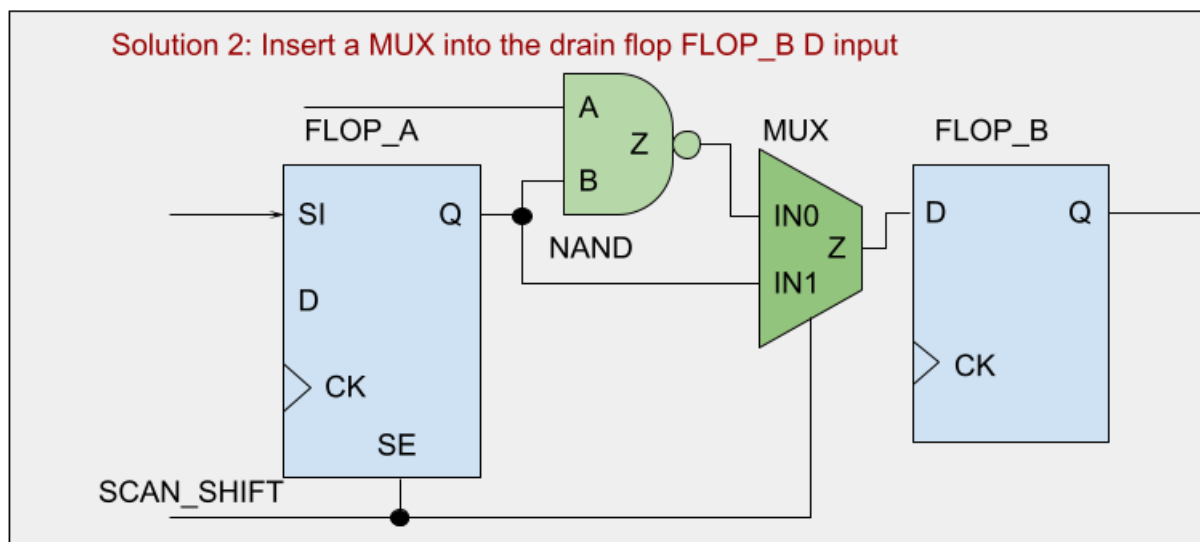 Solution 2: Insert a MUX into the drain flop FLOP_B D input
A
FLOP_A
Z
MUX
FLOP_B
B
SI
Q
NAND
IN0
Z
IN1
D
Q
D
CK
CK
SE
SCAN_SHIFT